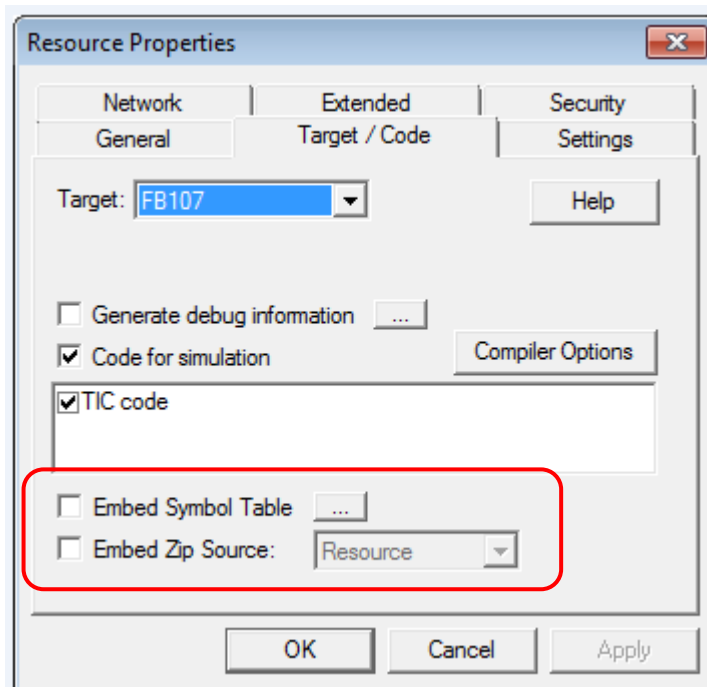 Resource Properties
Network Extended Security
General Target / Code Settings
Target: FB107 Help
Generate debug information ...
Code for simulation Compiler Options
TIC code
Embed Symbol Table ...
Embed Zip Source: Resource
OK Cancel Apply